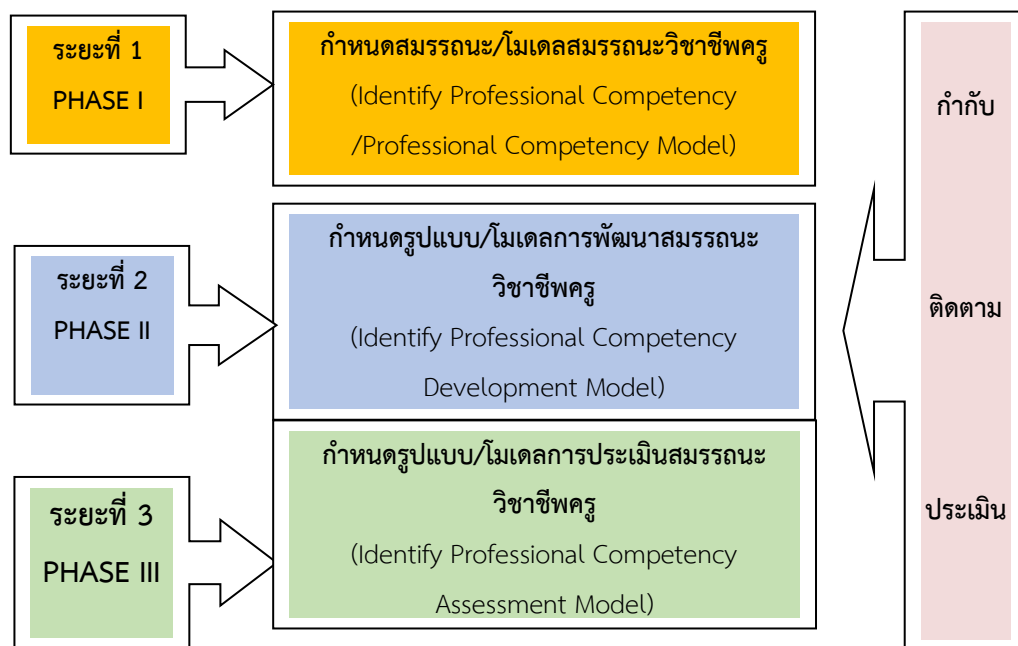 ระยะที่ 1
PHASE I
กำหนดสมรรถนะ/โมเดลสมรรถนะวิชาชีพครู
(Identify Professional Competency
/Professional Competency Model)
ระยะที่ 2
PHASE II
กำหนดรูปแบบ/โมเดลการพัฒนาสมรรถนะ
วิชาชีพครู
(Identify Professional Competency
Development Model)
ระยะที่ 3
PHASE III
กำหนดรูปแบบ/โมเดลการประเมินสมรรถนะ
วิชาชีพครู
(Identify Professional Competency
Assessment Model)
กำกับ
ติดตาม
ประเมิน